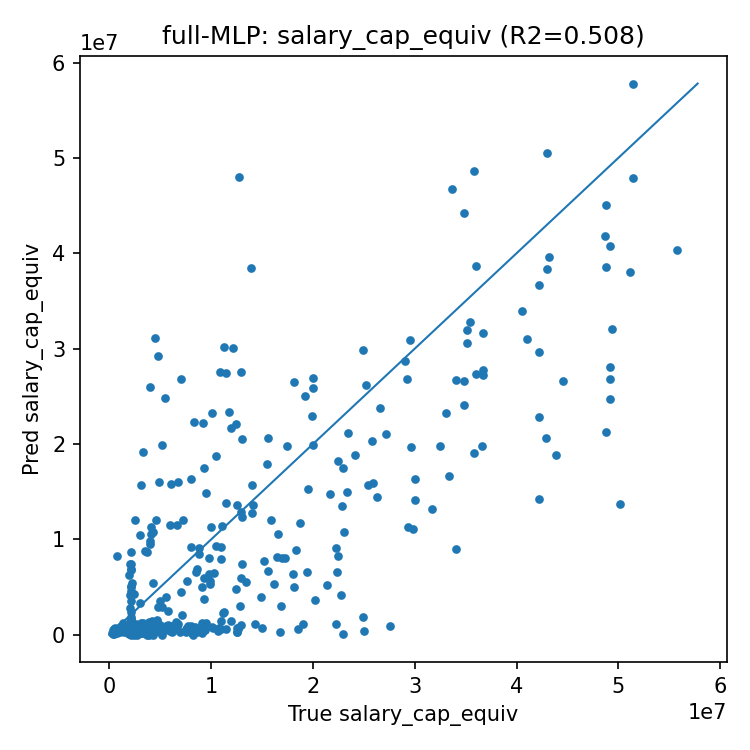 full-MLP: salary_cap_equiv (R2=0.508)
1e7
6
5
4
3
2
1
0
Pred salary_cap_equiv
0 1 2 3 4 5 6
1e7
True salary_cap_equiv